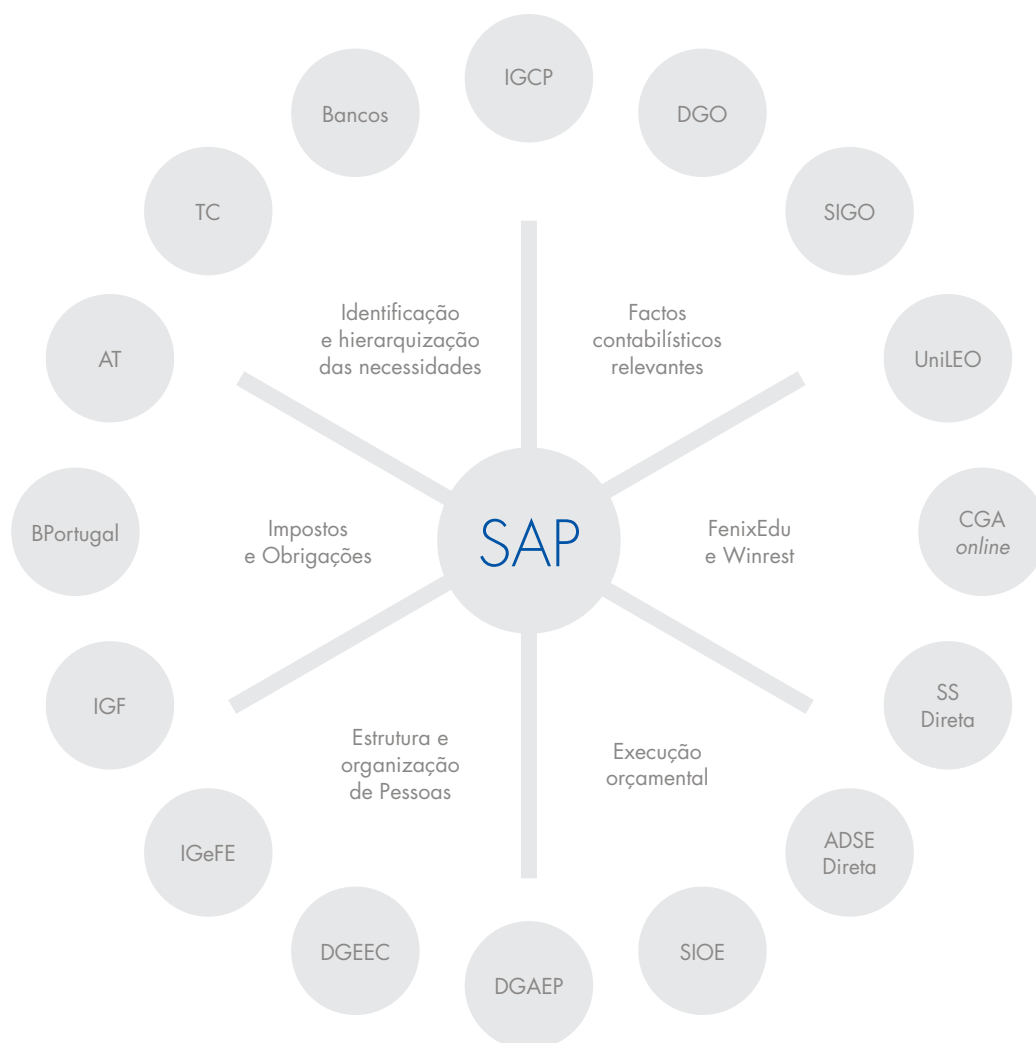 IGCP
Bancos
DGO
TC
SIGO
Identificação
e hierarquização
das necessidades
Factos
contabilísticos
relevantes
AT
UniLEO
BPortugal
Impostos
e Obrigações
SAP
FenixEdu
e Winrest
CGA
online
IGF
SS
Direta
Estrutura e
organização
de Pessoas
Execução
orçamental
IGeFE
ADSE
Direta
DGEEC
SIOE
DGAEP